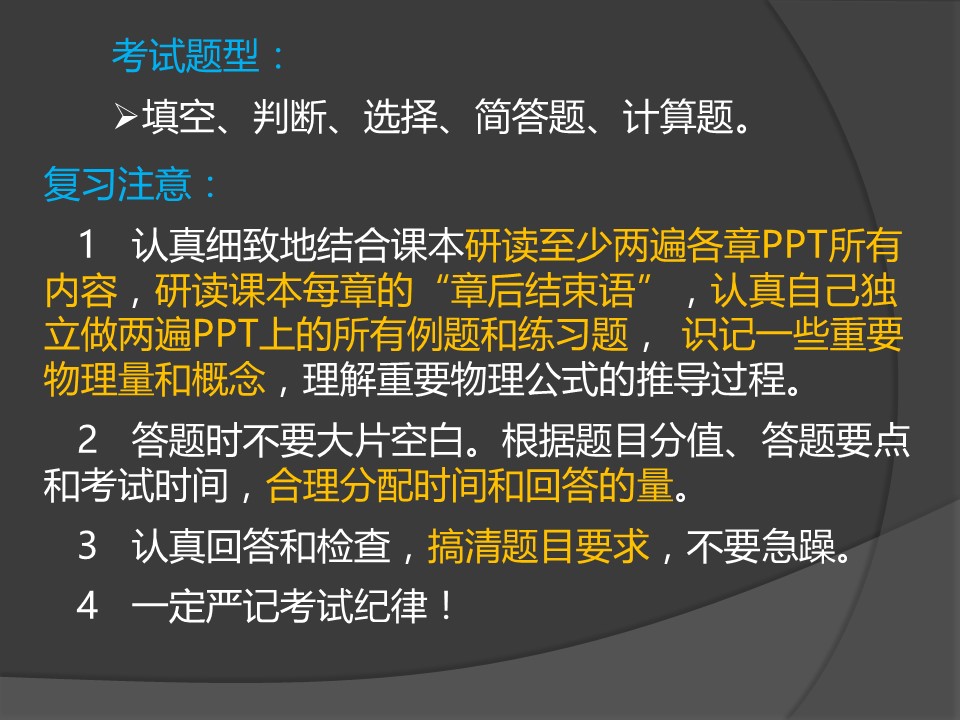 考试题型：
➢填空、判断、选择、简答题、计算题。
复习注意：
1 认真细致地结合课本研读至少两遍各章PPT所有
内容，研读课本每章的“章后结束语”，认真自己独
立做两遍PPT上的所有例题和练习题， 识记一些重要
物理量和概念，理解重要物理公式的推导过程。
2 答题时不要大片空白。根据题目分值、答题要点
和考试时间，合理分配时间和回答的量。
3 认真回答和检查，搞清题目要求，不要急躁。
4 一定严记考试纪律！